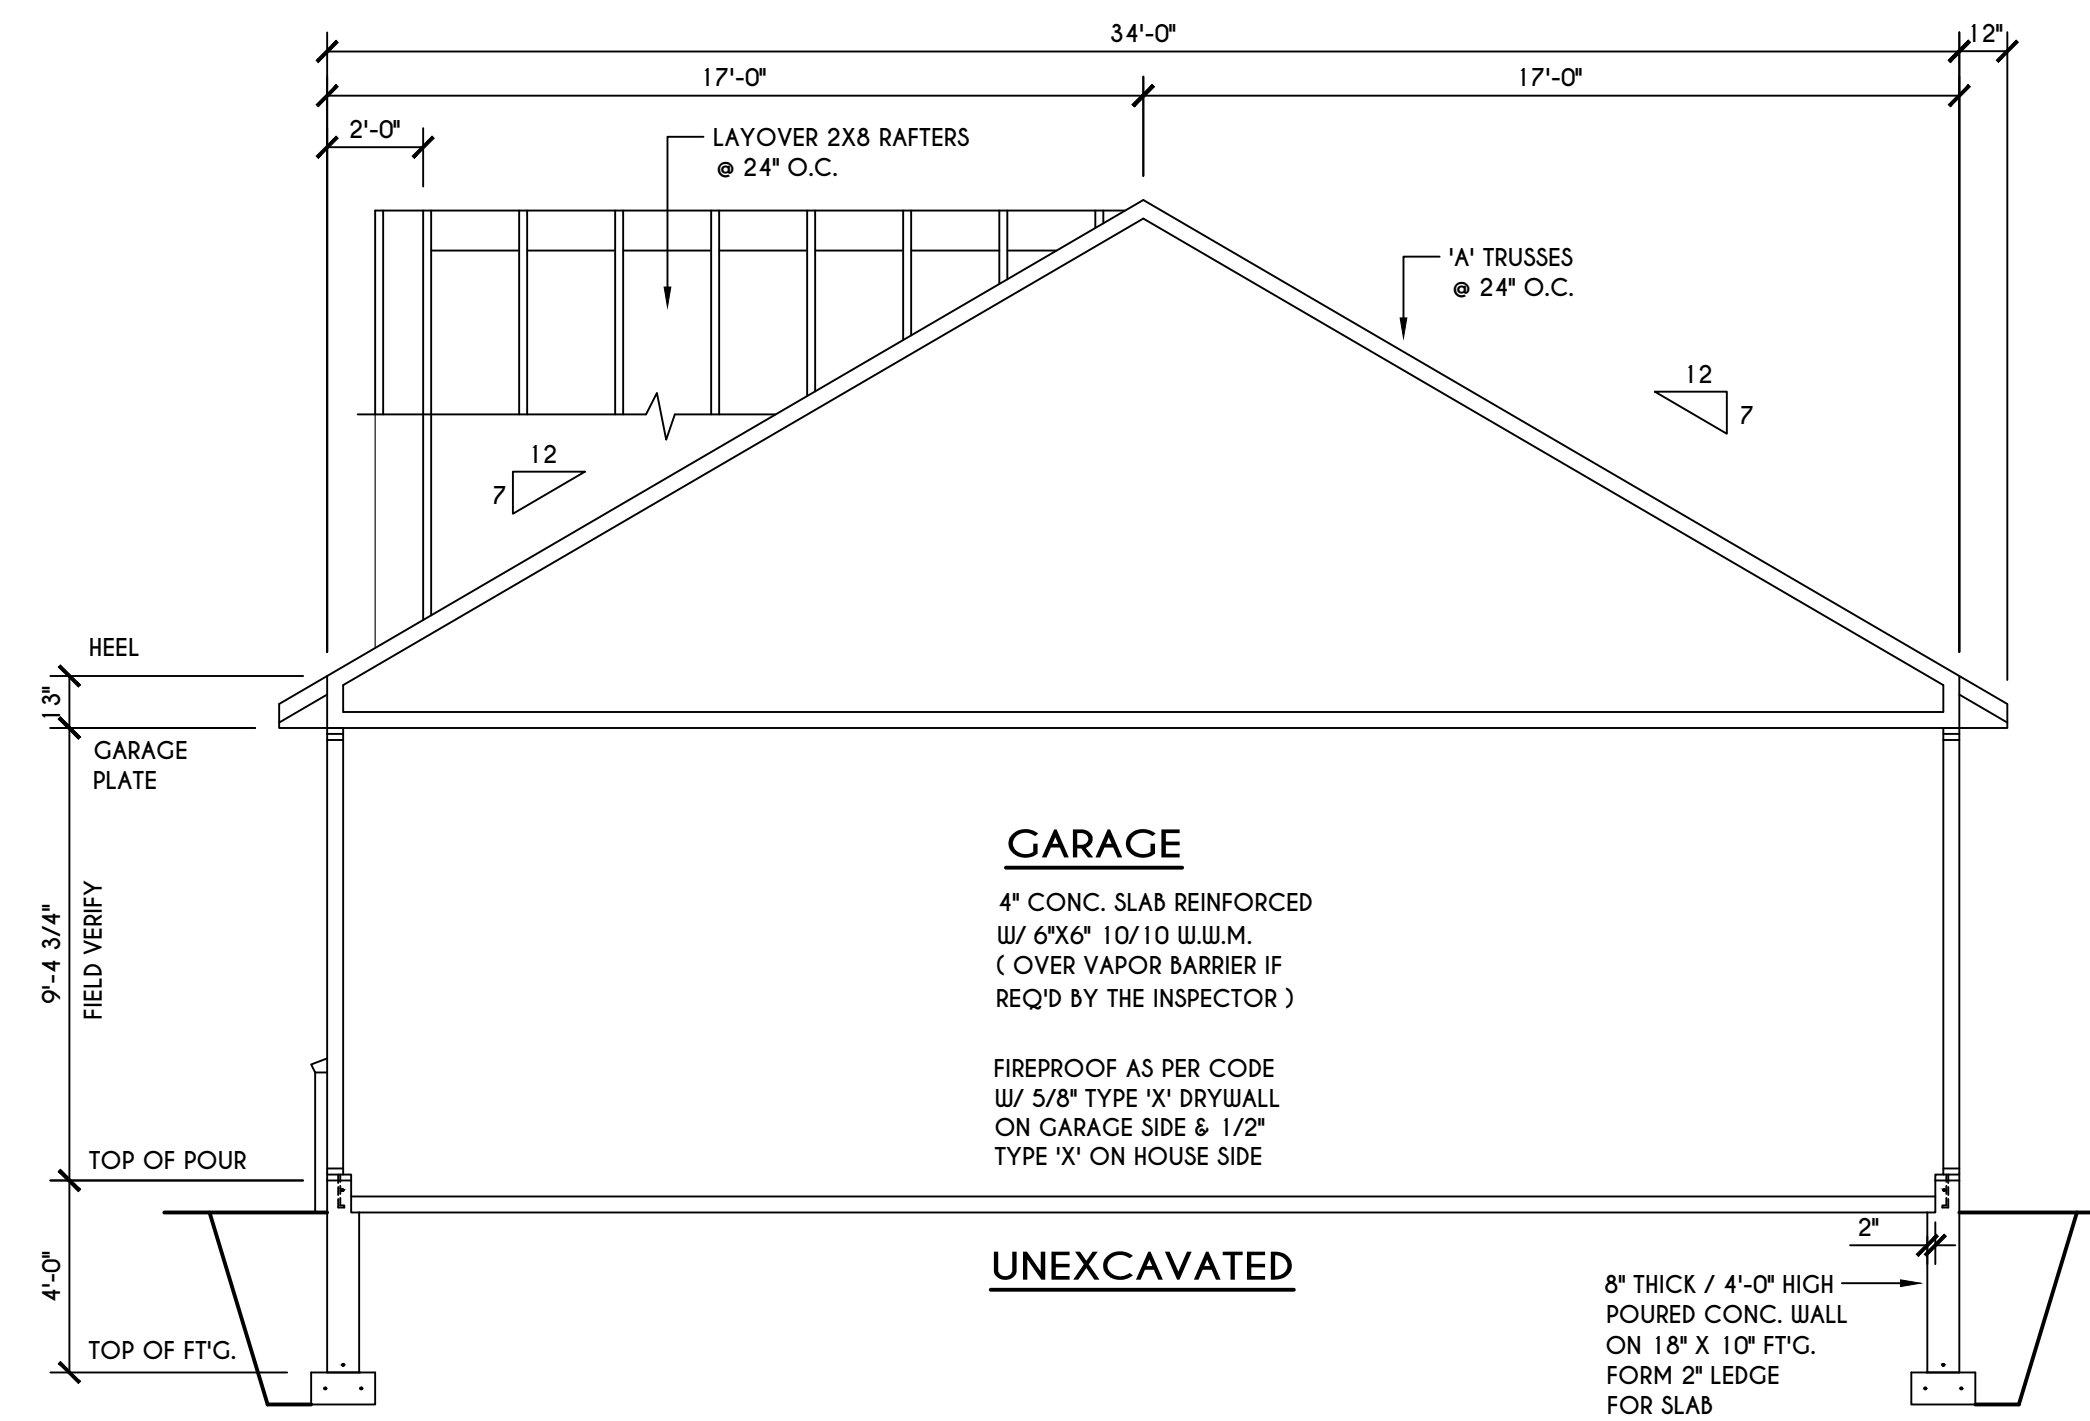 34'-0"
12"
17'-0"
17'-0"
2'-0"
LAYOVER 2X8 RAFTERS
@ 24" O.C.
'A' TRUSSES
@ 24" O.C.
12
7
12
7
HEEL
13"
GARAGE
PLATE
9'-4 3/4"
FIELD VERIFY
GARAGE
4" CONC. SLAB REINFORCED
W/ 6"X6" 10/10 W.W.M.
( OVER VAPOR BARRIER IF
REQ'D BY THE INSPECTOR )
FIREPROOF AS PER CODE
W/ 5/8" TYPE 'X' DRYWALL
ON GARAGE SIDE & 1/2"
TYPE 'X' ON HOUSE SIDE
TOP OF POUR
4'-0"
TOP OF FT'G.
UNEXCAVATED
2"
8" THICK / 4'-0" HIGH
POURED CONC. WALL
ON 18" X 10" FT'G.
FORM 2" LEDGE
FOR SLAB